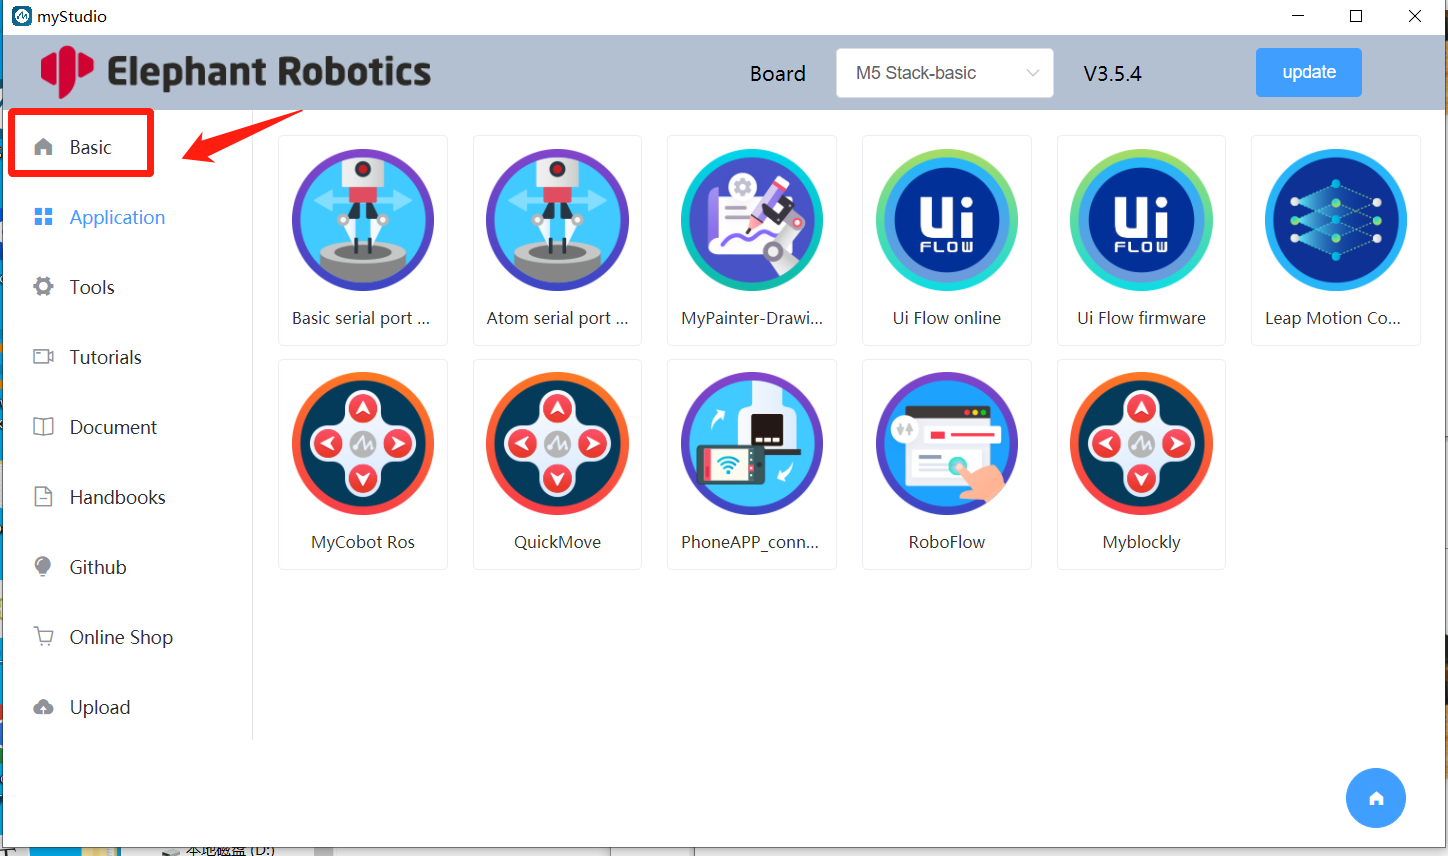 myStudio
Elephant Robotics
Board
M5 Stack-basic
V3.5.4
update
Basic
Application
Tools
Tutorials
Document
Handbooks
Github
Online Shop
Upload
Basic serial port ...
Atom serial port ...
MyPainter-Drawi...
Ui FLOW
Ui Flow online
Ui FLOW
Ui Flow firmware
Leap Motion Co...
MyCobot Ros
QuickMove
PhoneAPP_conn...
RoboFlow
Myblockly
本地磁盘 (D:)